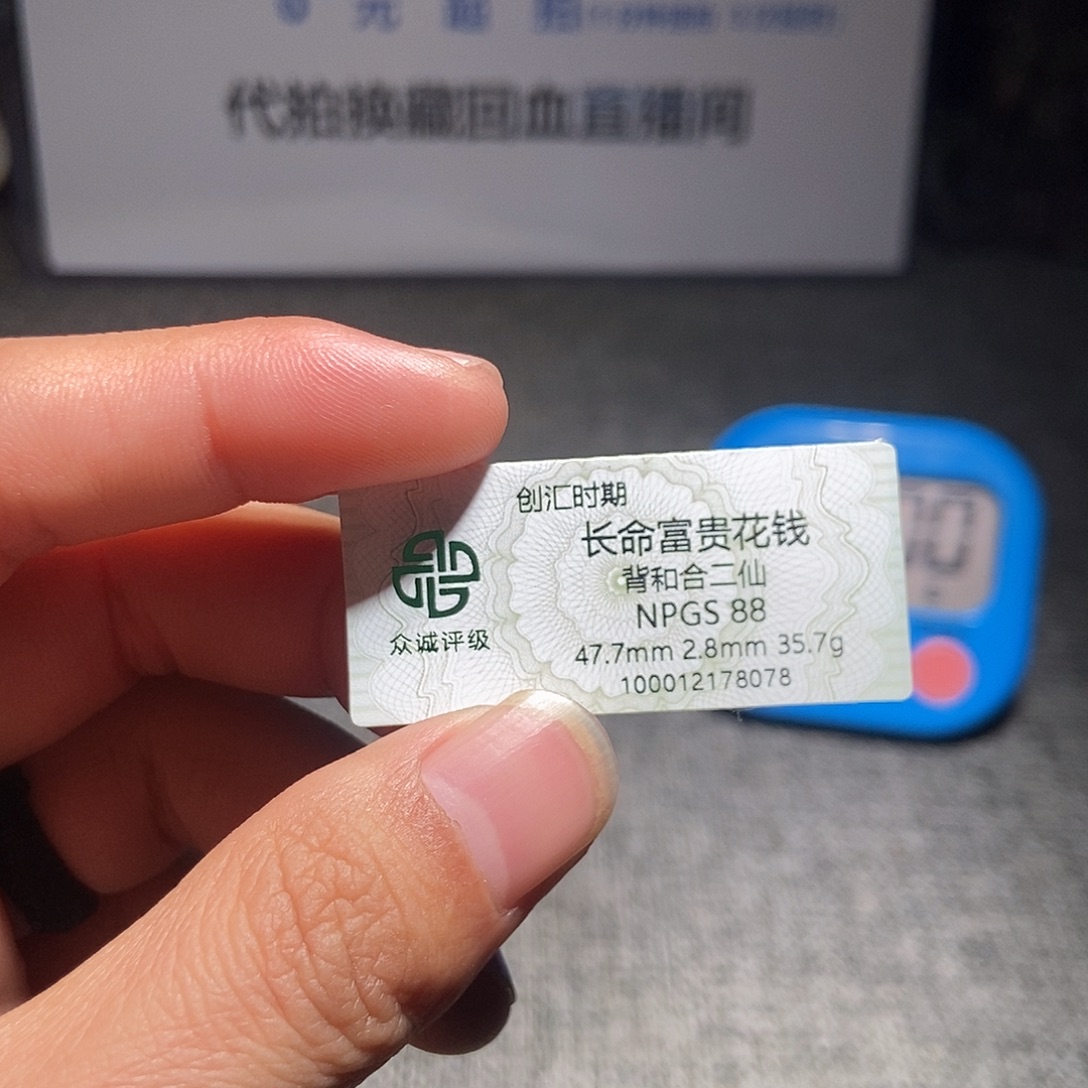 代拍换藏回血直播间
创汇时期
长命富贵花钱
背和合二仙
NPGS 88
47.7mm 2.8mm 35.7g
100012178078
众诚评级